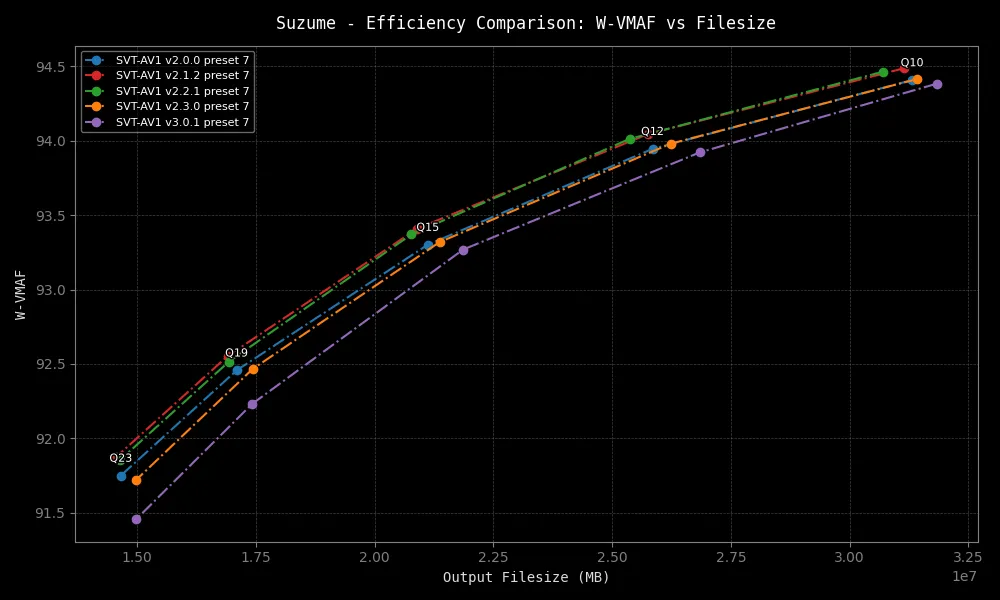 Suzume - Efficiency Comparison: W-VMAF vs Filesize
SVT-AV1 v2.0.0 preset 7
SVT-AV1 v2.1.2 preset 7
SVT-AV1 v2.2.1 preset 7
SVT-AV1 v2.3.0 preset 7
SVT-AV1 v3.0.1 preset 7
94.5
94.0
93.5
93.0
92.5
92.0
91.5
W-VMAF
Q10
Q12
Q15
Q19
Q23
1.50 1.75 2.00 2.25 2.50 2.75 3.00 3.25
1e7
Output Filesize (MB)